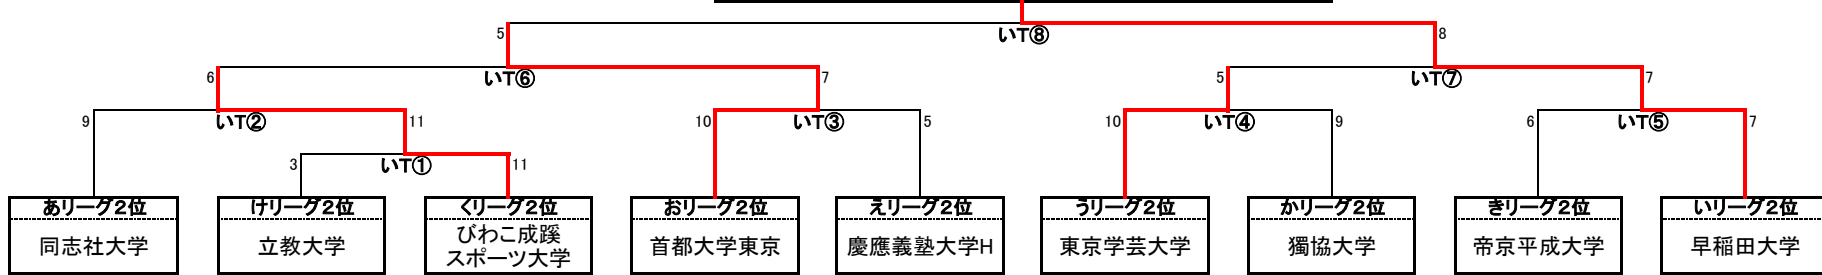 いT⑧
5
8
いT⑥
いT⑦
6
7
5
7
いT②
いT③
いT④
いT⑤
9
11
10
5
10
9
6
7
いT①
3
11
あリーグ2位
けリーグ2位
くリーグ2位
おリーグ2位
えリーグ2位
うリーグ2位
かリーグ2位
きリーグ2位
いリーグ2位
同志社大学
立教大学
びわこ成蹊
スポーツ大学
首都大学東京
慶應義塾大学H
東京学芸大学
獨協大学
帝京平成大学
早稲田大学